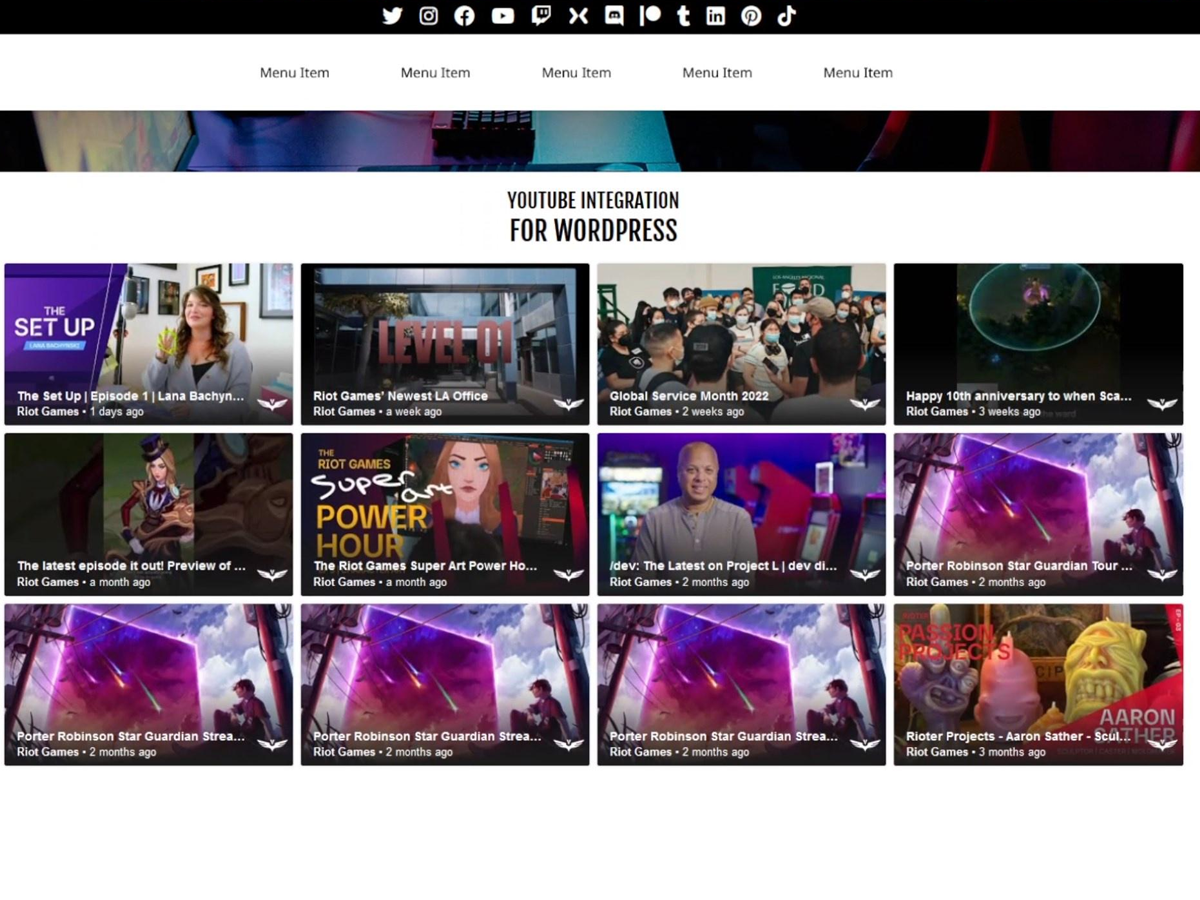 Menu Item Menu Item Menu Item Menu Item Menu Item
YOUTUBE INTEGRATION
FOR WORDPRESS
THE
SET UP
LANA BACHYNSKI
The Set Up | Episode 1 | Lana Bachyn...
Riot Games • 1 days ago
LEVEL 01
Riot Games' Newest LA Office
Riot Games • a week ago
Global Service Month 2022
Riot Games • 2 weeks ago
Happy 10th anniversary to when Sca...
Riot Games • 3 weeks ago
The latest episode it out! Preview of ...
Riot Games • a month ago
THE
RIOT GAMES
Super art
POWER
HOUR
The Riot Games Super Art Power Ho...
Riot Games • a month ago
/dev: The Latest on Project L | dev di...
Riot Games • 2 months ago
Porter Robinson Star Guardian Tour ...
Riot Games • 2 months ago
Porter Robinson Star Guardian Strea...
Riot Games • 2 months ago
Porter Robinson Star Guardian Strea...
Riot Games • 2 months ago
Porter Robinson Star Guardian Strea...
Riot Games • 2 months ago
PASSION
PROJECTS
AARON
SATHER
Rioter Projects - Aaron Sather - Scul...
Riot Games • 3 months ago